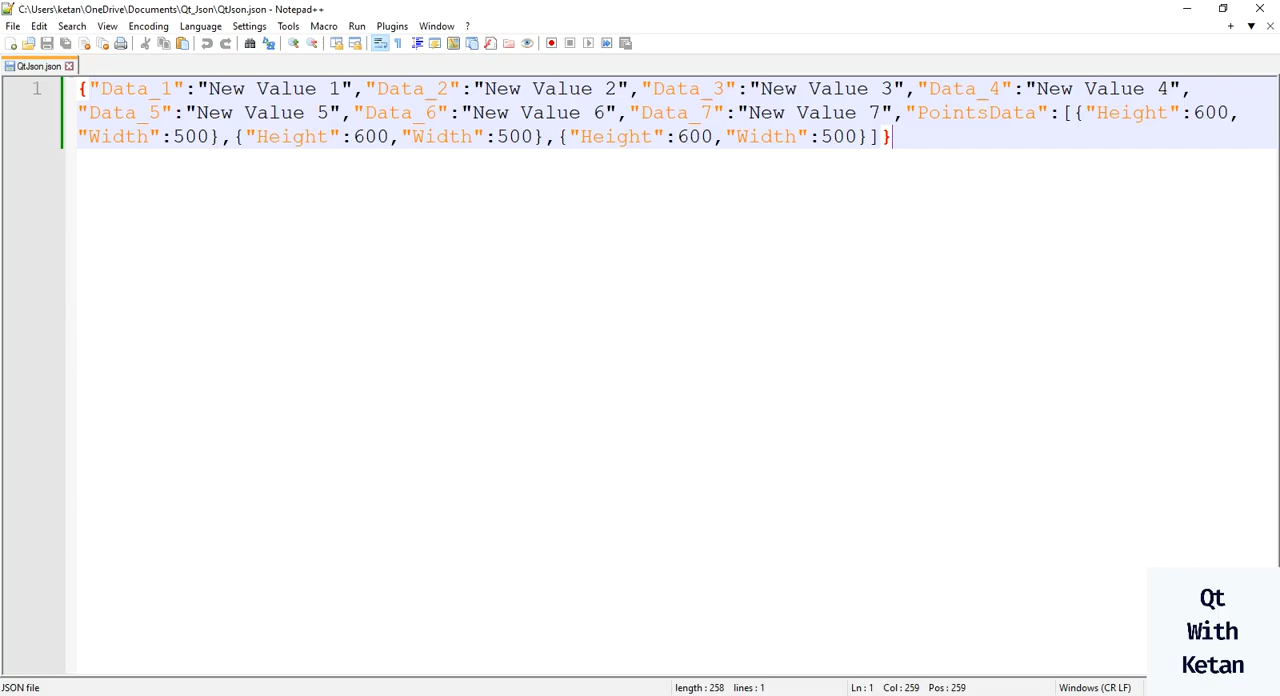 C:\Users\ketan\OneDrive\Documents\Qt_Json\QtJson.json - Notepad++
File Edit Search View Encoding Language Settings Tools Macro Run Plugins Window ?
QtJson.json
1 {"Data_1":"New Value 1","Data_2":"New Value 2","Data_3":"New Value 3","Data_4":"New Value 4",
"Data_5":"New Value 5","Data_6":"New Value 6","Data_7":"New Value 7","PointsData":[{"Height":600,
"Width":500},{"Height":600,"Width":500},{"Height":600,"Width":500}]}
Qt
With
Ketan
JSON file length : 258 lines : 1 Ln : 1 Col : 259 Pos : 259 Windows (CR LF)